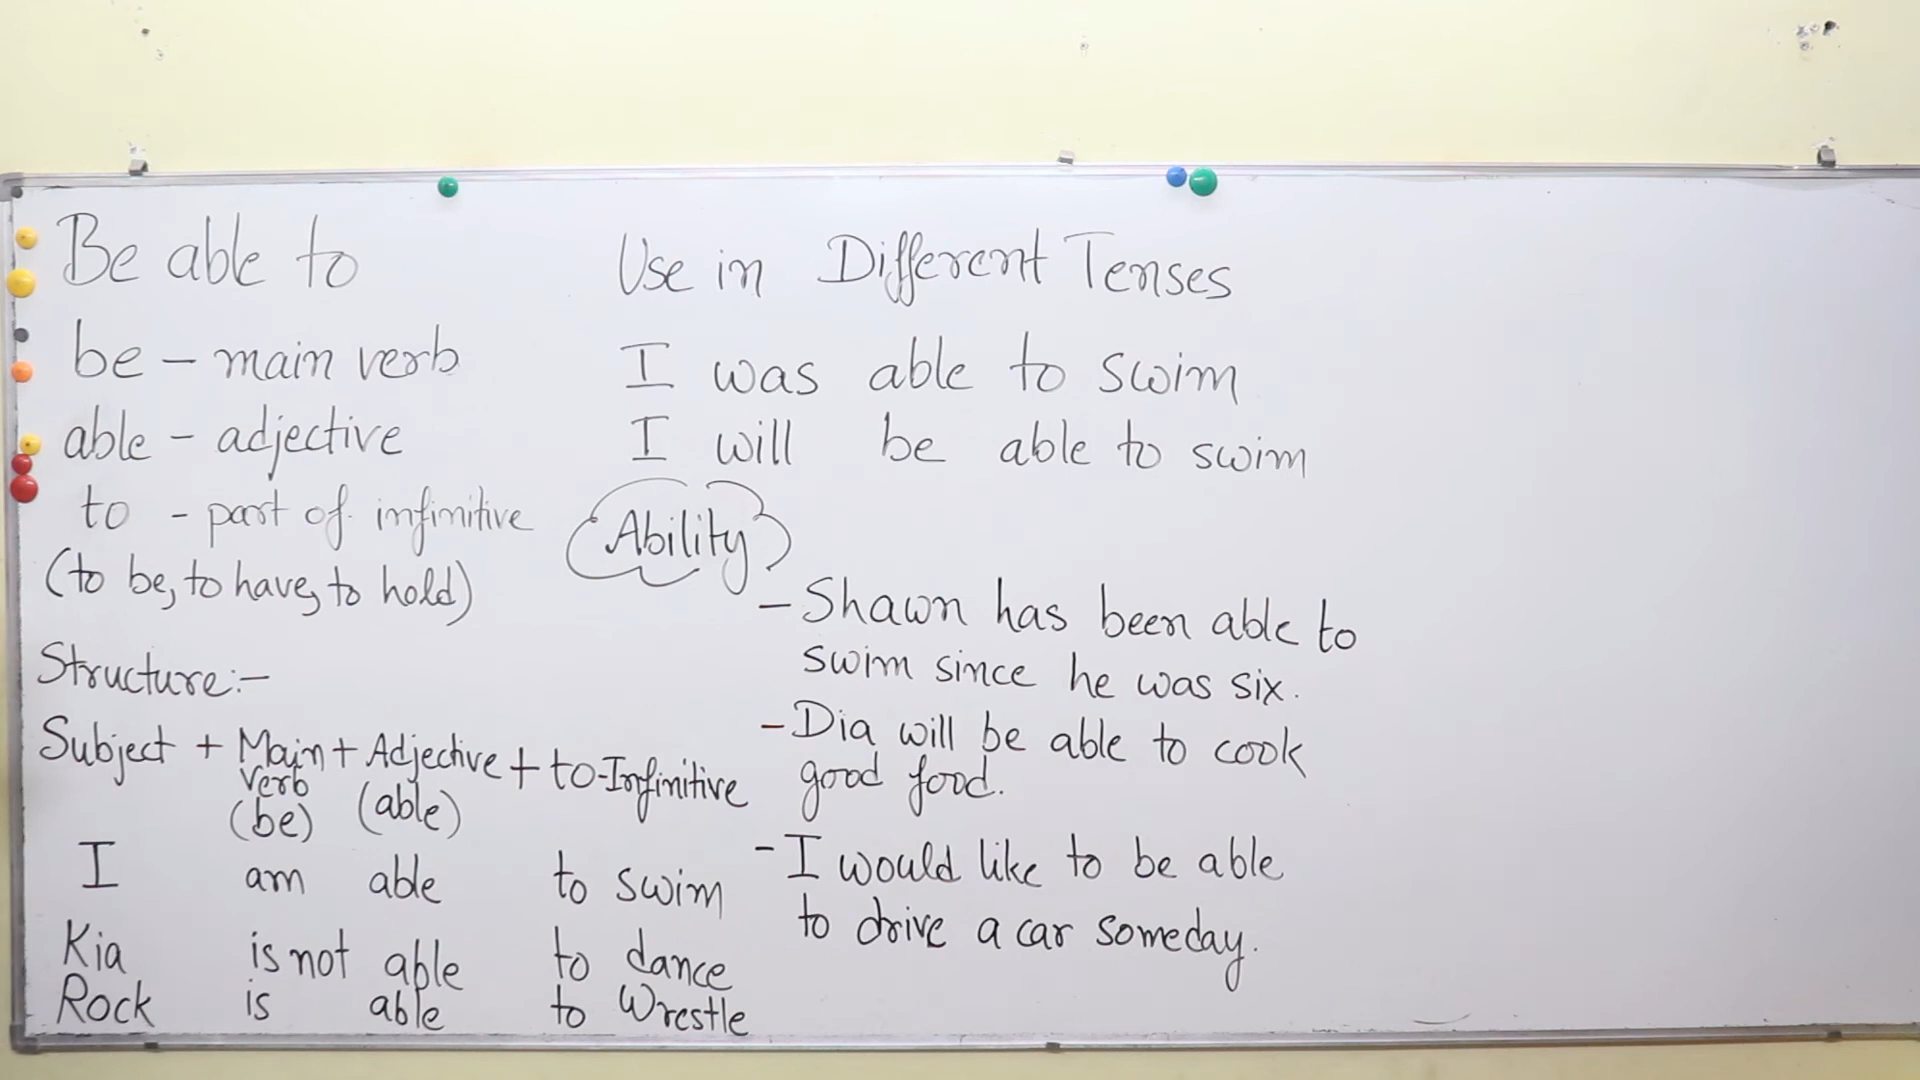 Be able to
be - main verb
able - adjective
to - part of infinitive
(to be, to have, to hold)
Structure:-
Subject + Main + Adjective + to-Infinitive
verb
(be) (able)
I am able to swim
Kia is not able to dance
Rock is able to Wrestle
Use in Different Tenses
I was able to swim
I will be able to swim
Ability
- Shawn has been able to
swim since he was six.
- Dia will be able to cook
good food.
- I would like to be able
to drive a car someday.